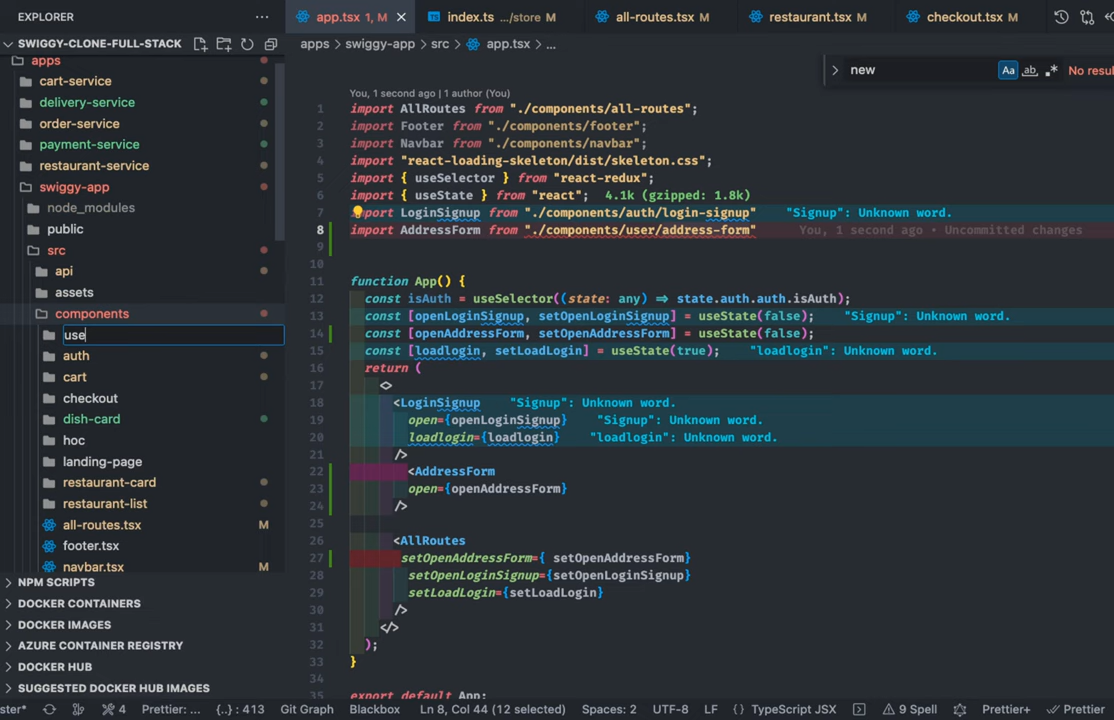 EXPLORER ...
app.tsx 1, M
index.ts .../store M
all-routes.tsx M
restaurant.tsx M
checkout.tsx M
SWIGGY-CLONE-FULL-STACK
apps > swiggy-app > src > app.tsx > ...
new Aa ab .* No resul
apps
cart-service
delivery-service
order-service
payment-service
restaurant-service
swiggy-app
node_modules
public
src
api
assets
components
use
auth
cart
checkout
dish-card
hoc
landing-page
restaurant-card
restaurant-list
all-routes.tsx M
footer.tsx
navbar.tsx M
NPM SCRIPTS
DOCKER CONTAINERS
DOCKER IMAGES
AZURE CONTAINER REGISTRY
DOCKER HUB
SUGGESTED DOCKER HUB IMAGES
You, 1 second ago | 1 author (You)
1 import AllRoutes from "./components/all-routes";
2 import Footer from "./components/footer";
3 import Navbar from "./components/navbar";
4 import "react-loading-skeleton/dist/skeleton.css";
5 import { useSelector } from "react-redux";
6 import { useState } from "react"; 4.1k (gzipped: 1.8k)
7 import LoginSignup from "./components/auth/login-signup" "Signup": Unknown word.
8 import AddressForm from "./components/user/address-form" You, 1 second ago • Uncommitted changes
9
10
11 function App() {
12 const isAuth = useSelector((state: any) => state.auth.auth.isAuth);
13 const [openLoginSignup, setOpenLoginSignup] = useState(false); "Signup": Unknown word.
14 const [openAddressForm, setOpenAddressForm] = useState(false);
15 const [loadlogin, setLoadLogin] = useState(true); "loadlogin": Unknown word.
16 return (
17 <>
18 <LoginSignup "Signup": Unknown word.
19 open={openLoginSignup} "Signup": Unknown word.
20 loadlogin={loadlogin} "loadlogin": Unknown word.
21 />
22 <AddressForm
23 open={openAddressForm}
24 />
25
26 <AllRoutes
27 setOpenAddressForm={ setOpenAddressForm}
28 setOpenLoginSignup={setOpenLoginSignup}
29 setLoadLogin={setLoadLogin}
30 />
31 </>
32 );
33 }
34
35 export default App;
ster* 4 Prettier: ... {..} : 413 Git Graph Blackbox Ln 8, Col 44 (12 selected) Spaces: 2 UTF-8 LF {} TypeScript JSX 9 Spell Prettier+ Prettier